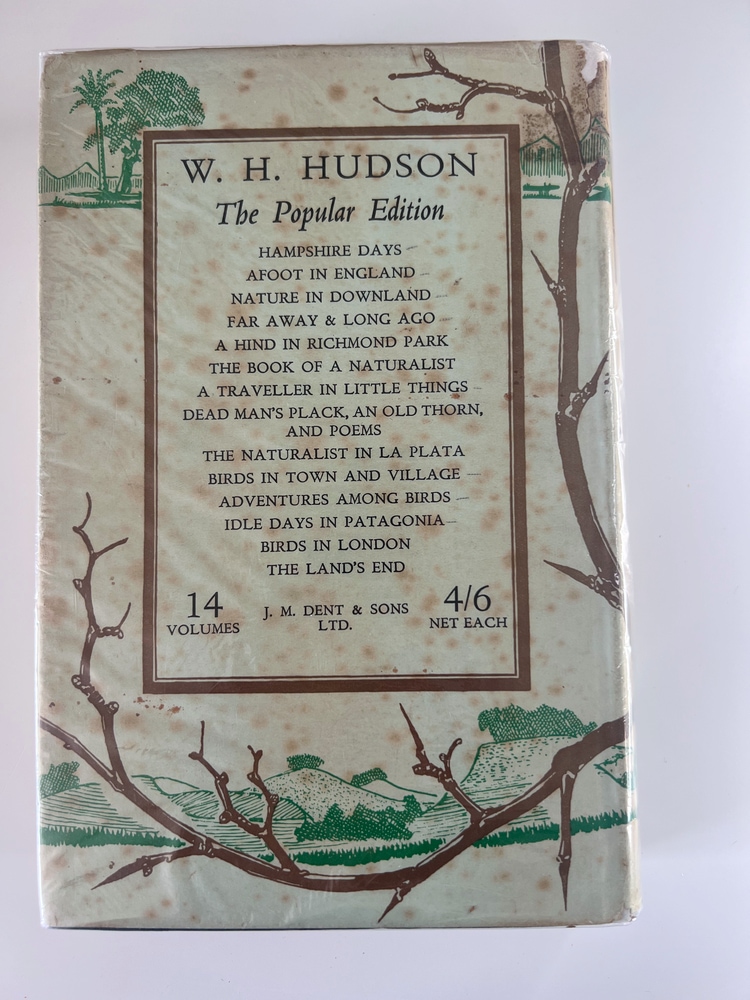 W. H. HUDSON
The Popular Edition
HAMPSHIRE DAYS
AFOOT IN ENGLAND
NATURE IN DOWNLAND
FAR AWAY & LONG AGO
A HIND IN RICHMOND PARK
THE BOOK OF A NATURALIST
A TRAVELLER IN LITTLE THINGS
DEAD MAN'S PLACK, AN OLD THORN,
AND POEMS
THE NATURALIST IN LA PLATA
BIRDS IN TOWN AND VILLAGE
ADVENTURES AMONG BIRDS
IDLE DAYS IN PATAGONIA
BIRDS IN LONDON
THE LAND'S END
14
VOLUMES
J. M. DENT & SONS
LTD.
4/6
NET EACH